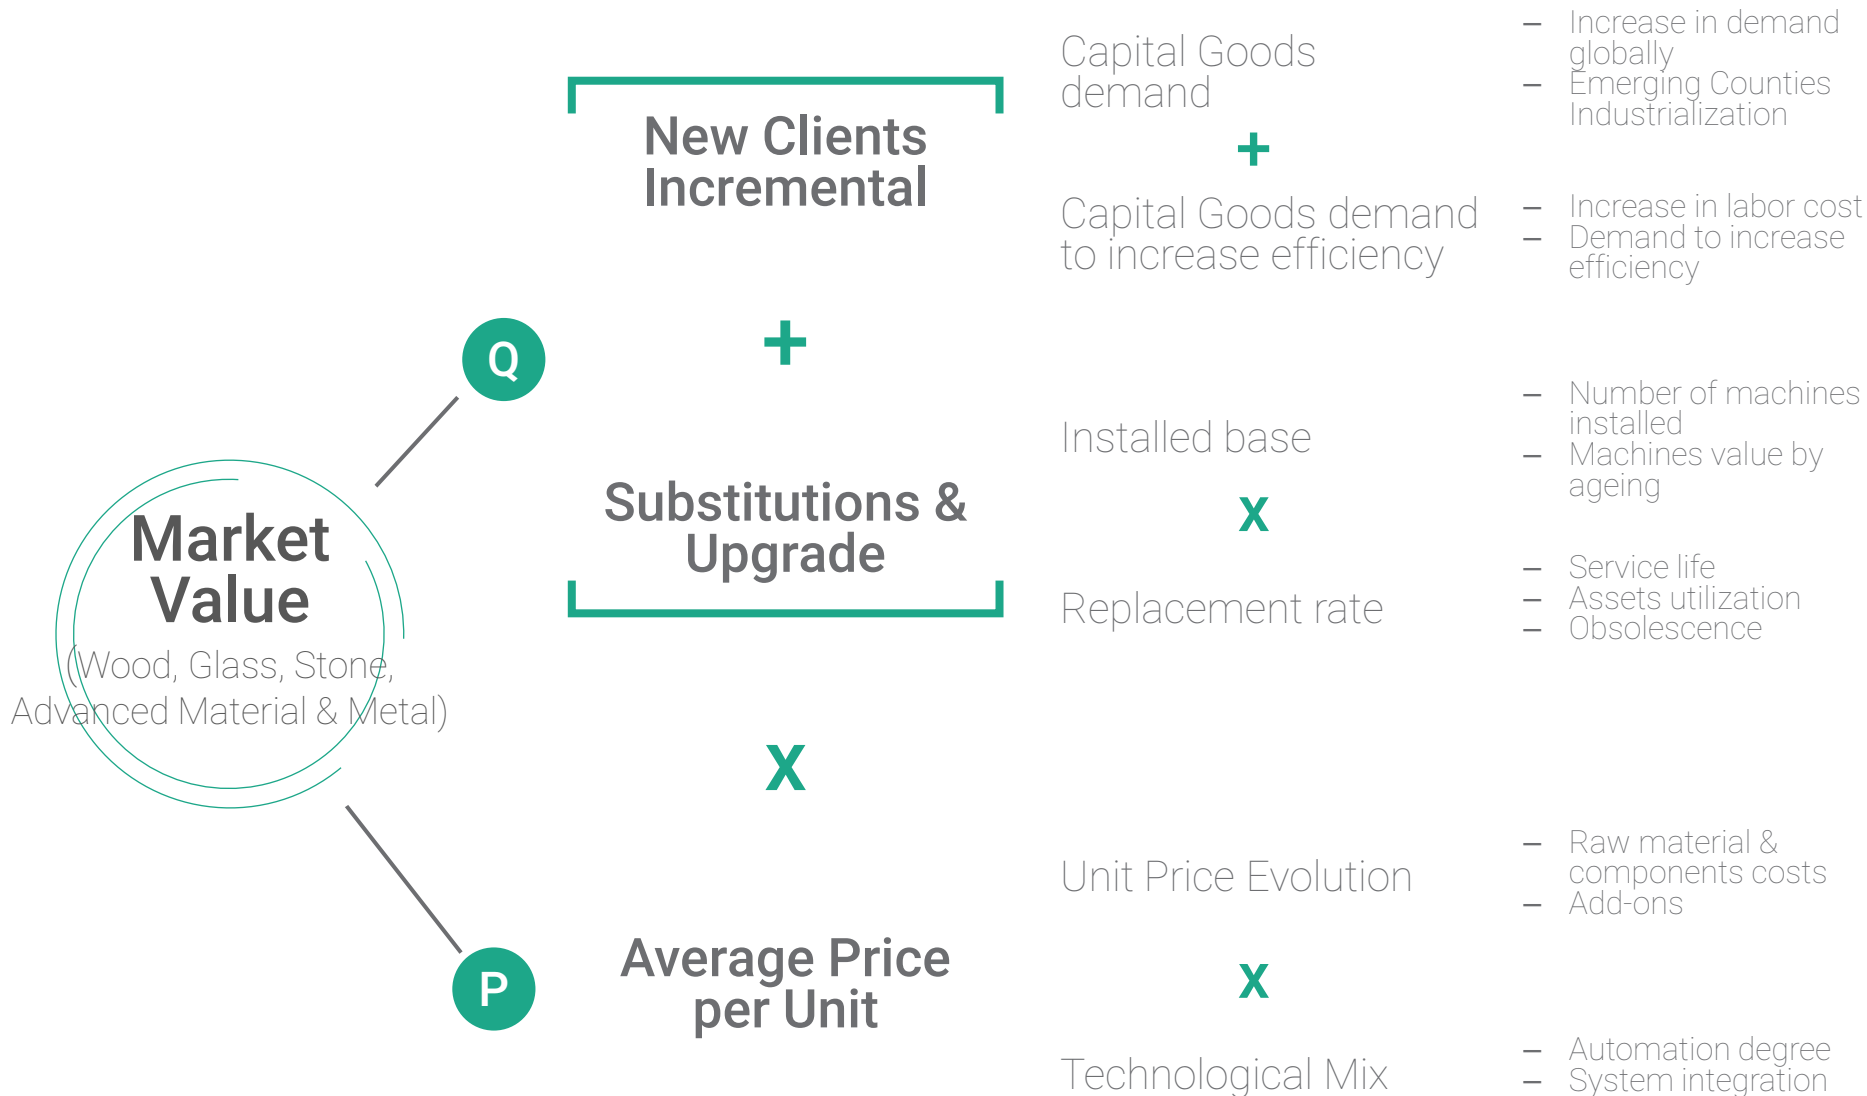 Market
Value
(Wood, Glass, Stone,
Advanced Material & Metal)
Q
P
New Clients
Incremental
+
Substitutions &
Upgrade
x
Average Price
per Unit
Capital Goods
demand
+
Capital Goods demand
to increase efficiency
Installed base
x
Replacement rate
Unit Price Evolution
x
Technological Mix
– Increase in demand
globally
– Emerging Counties
Industrialization
– Increase in labor cost
– Demand to increase
efficiency
– Number of machines
installed
– Machines value by
ageing
– Service life
– Assets utilization
– Obsolescence
– Raw material &
components costs
– Add-ons
– Automation degree
– System integration